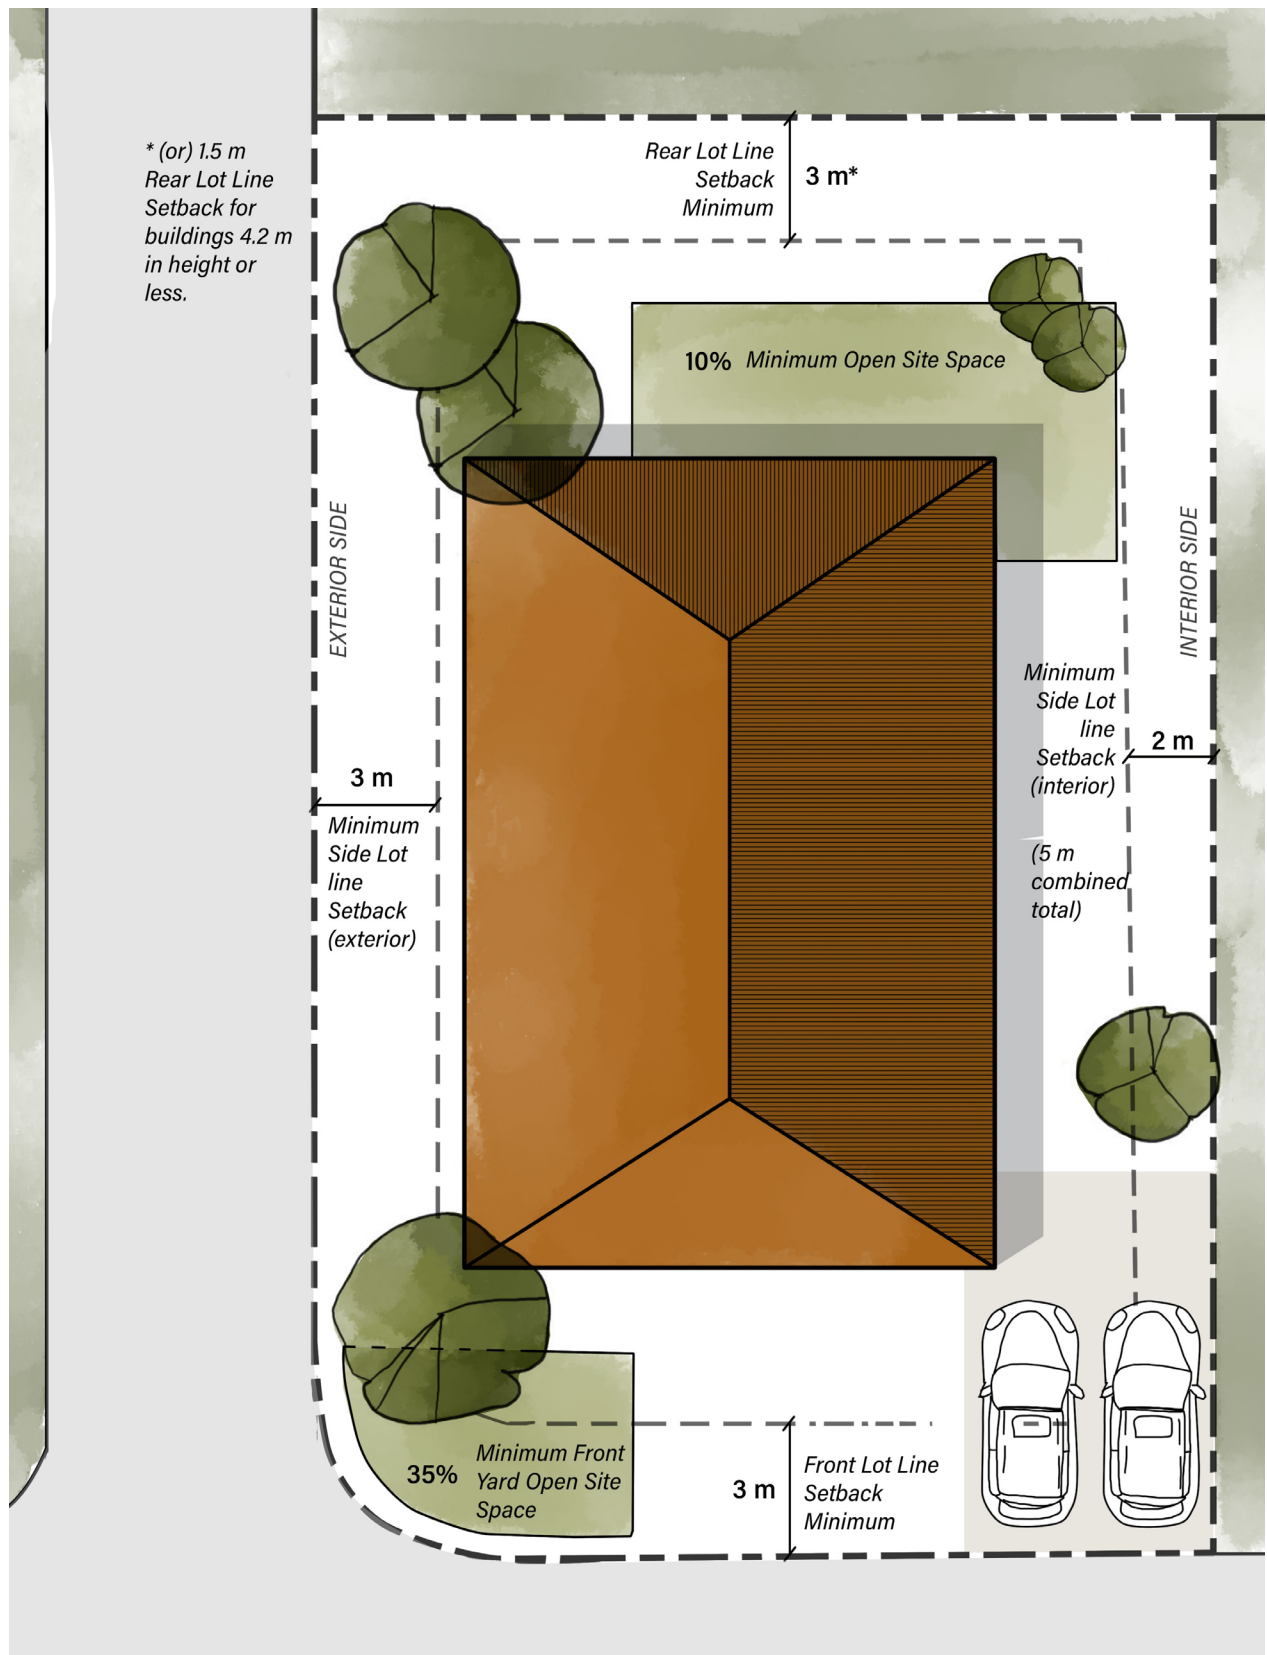 * (or) 1.5 m
Rear Lot Line
Setback for
buildings 4.2 m
in height or
less.
Rear Lot Line
Setback
Minimum
3 m*
10% Minimum Open Site Space
EXTERIOR SIDE
INTERIOR SIDE
Minimum
Side Lot
line
Setback
(interior)
2 m
(5 m
combined
total)
3 m
Minimum
Side Lot
line
Setback
(exterior)
35%
Minimum Front
Yard Open Site
Space
3 m
Front Lot Line
Setback
Minimum